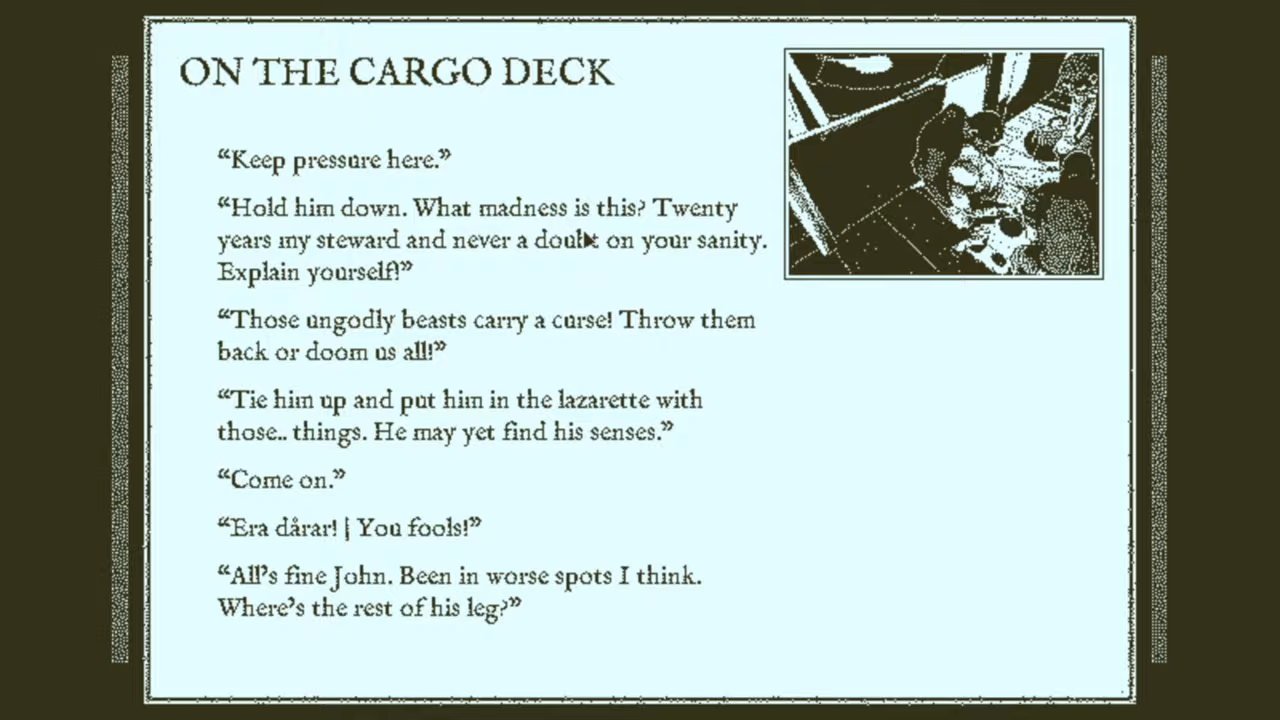 ON THE CARGO DECK
“Keep pressure here.”
“Hold him down. What madness is this? Twenty
years my steward and never a doubt on your sanity.
Explain yourself!”
“Those ungodly beasts carry a curse! Throw them
back or doom us all!”
“Tie him up and put him in the lazarette with
those.. things. He may yet find his senses.”
“Come on.”
“Era dårar! | You fools!”
“All’s fine John. Been in worse spots I think.
Where’s the rest of his leg?”